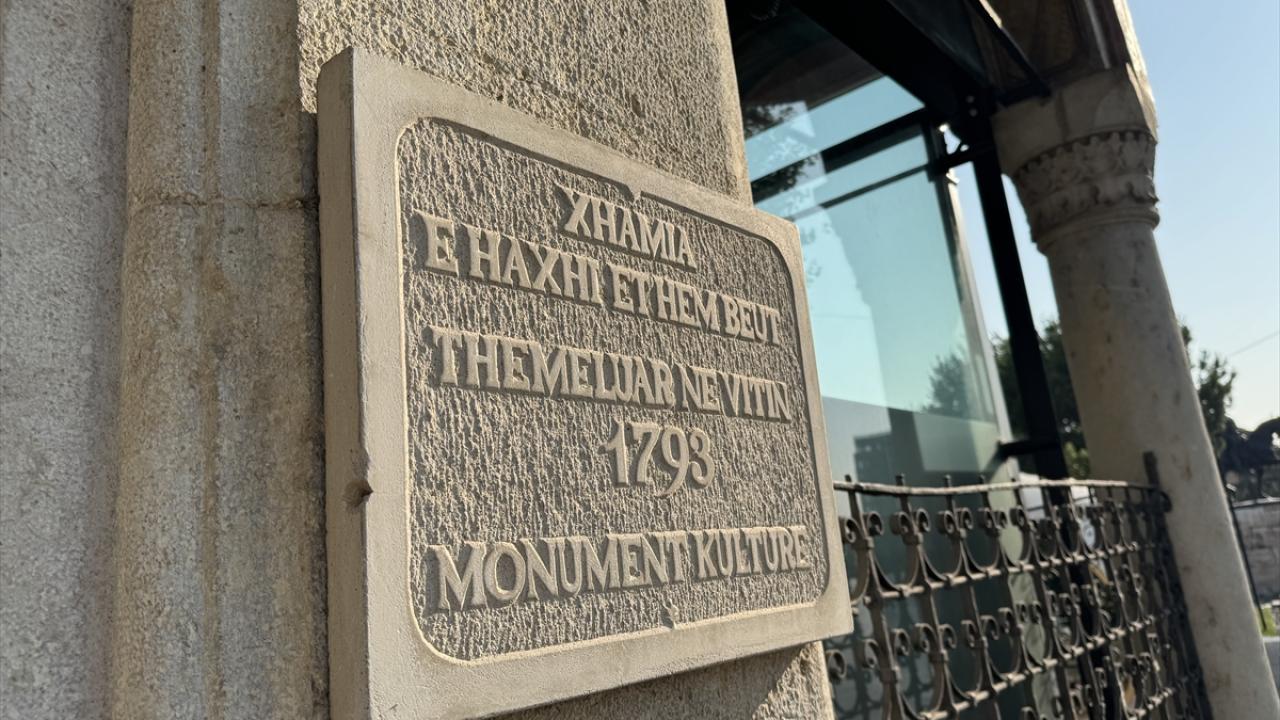 XHAMIA
E HAXHI ETHEM BEUT
THEMELUAR NE VITIN
1793
MONUMENT KULTURE